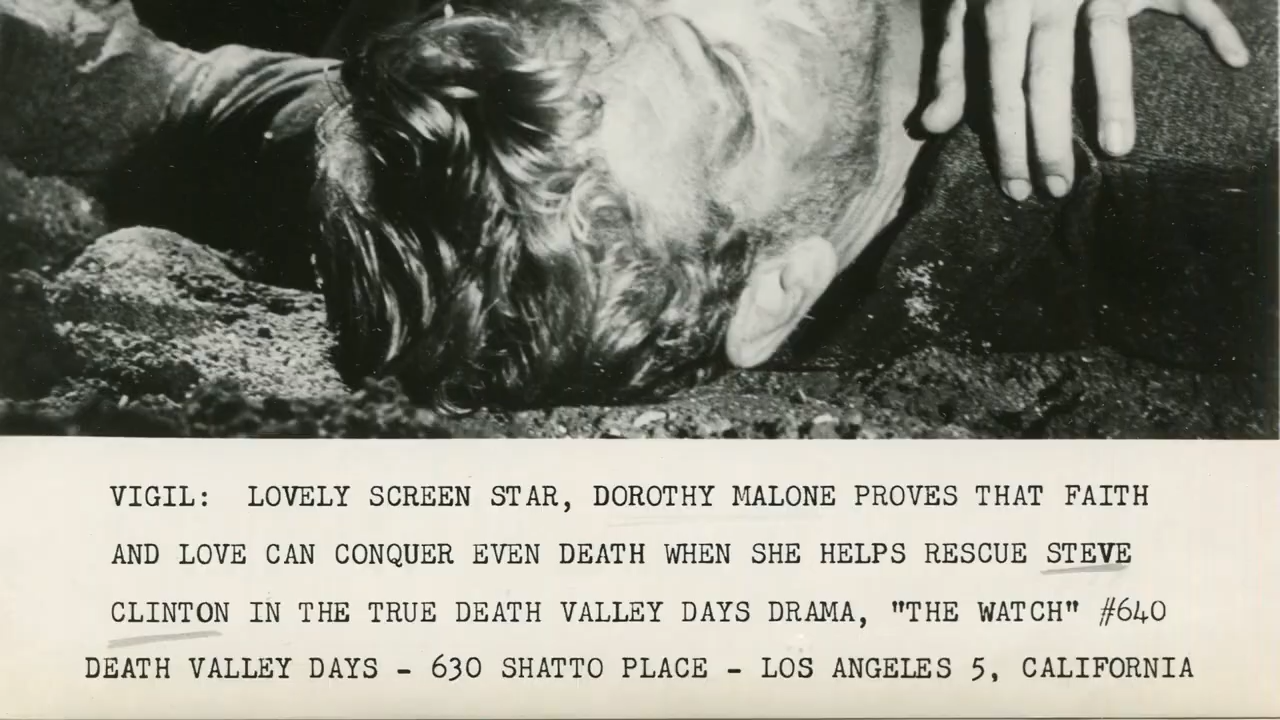 VIGIL: LOVELY SCREEN STAR, DOROTHY MALONE PROVES THAT FAITH
AND LOVE CAN CONQUER EVEN DEATH WHEN SHE HELPS RESCUE STEVE
CLINTON IN THE TRUE DEATH VALLEY DAYS DRAMA, "THE WATCH" #640
DEATH VALLEY DAYS - 630 SHATTO PLACE - LOS ANGELES 5, CALIFORNIA